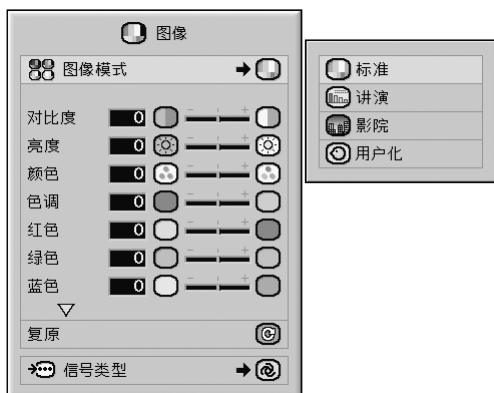 图像
图像模式
对比度 0
亮度 0
颜色 0
色调 0
红色 0
绿色 0
蓝色 0
复原
信号类型
标准
讲演
影院
用户化